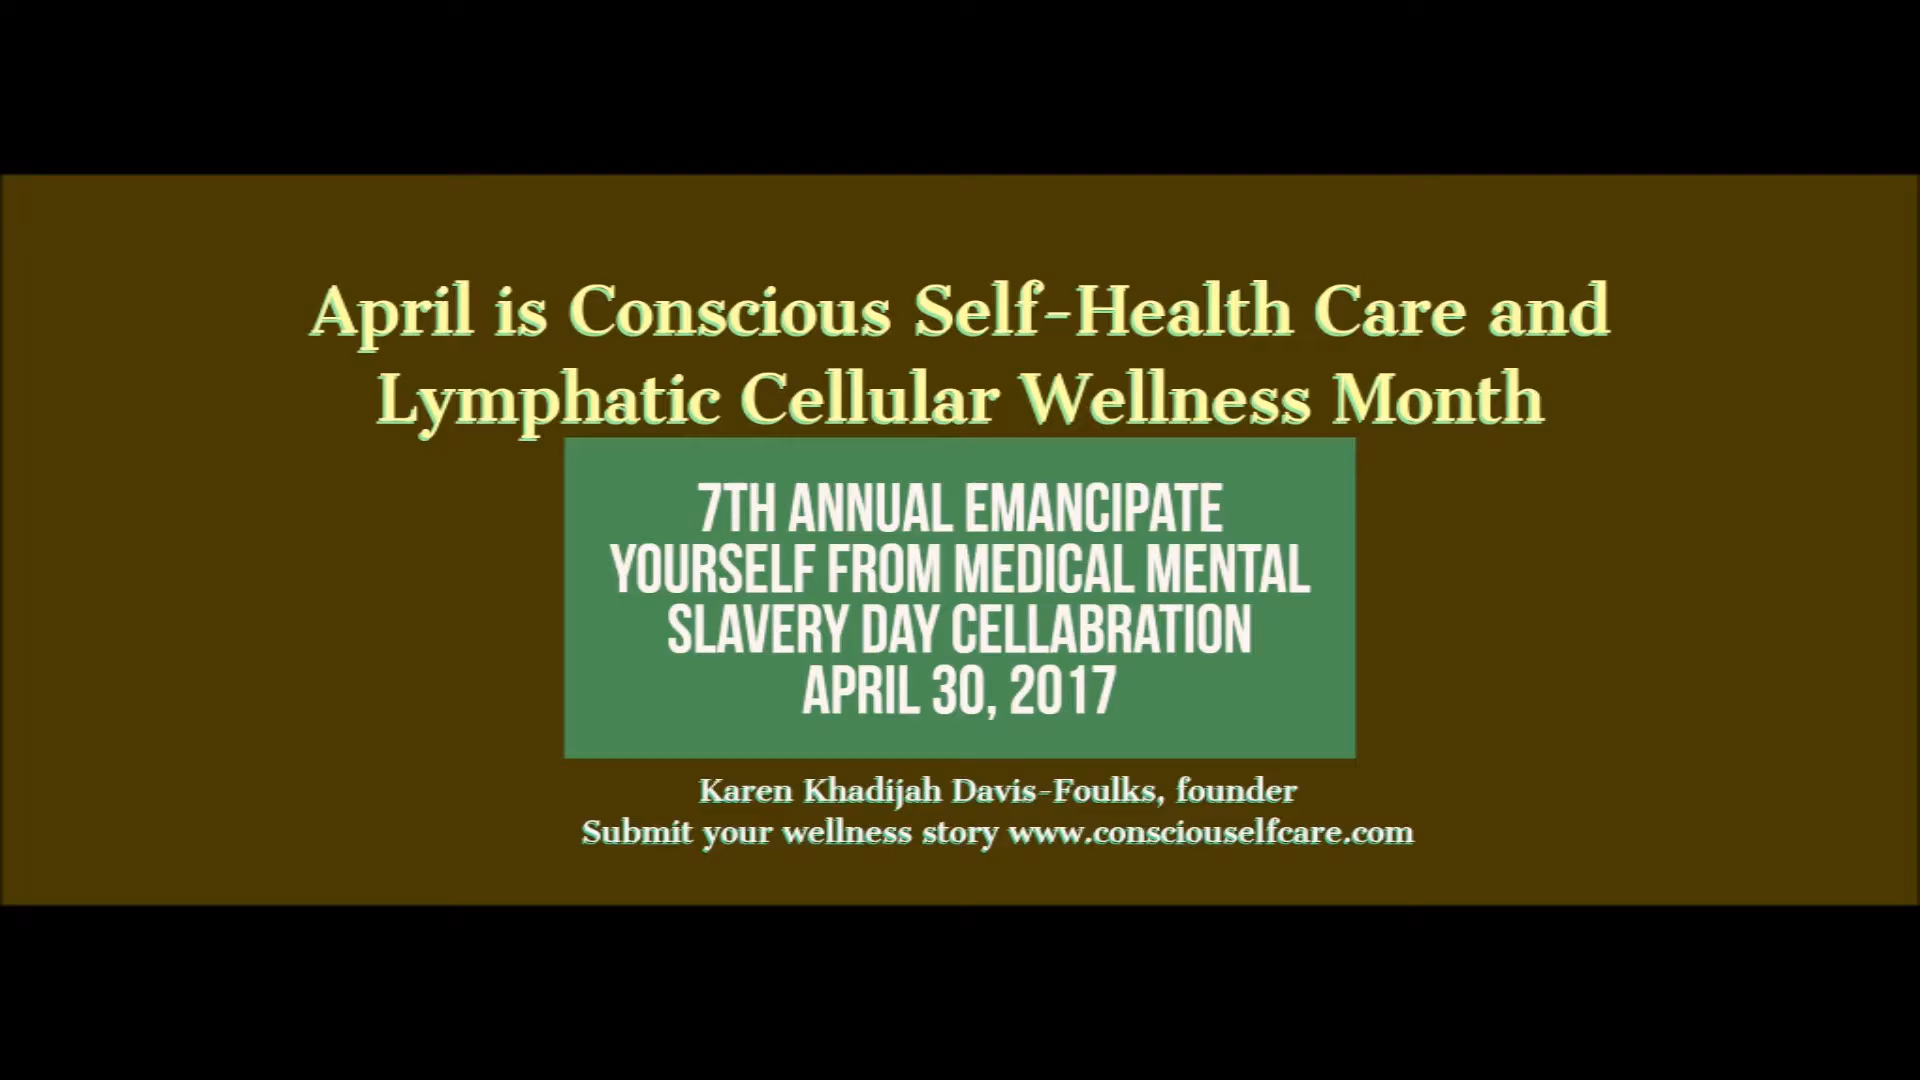 April is Conscious Self-Health Care and
Lymphatic Cellular Wellness Month
7TH ANNUAL EMANCIPATE
YOURSELF FROM MEDICAL MENTAL
SLAVERY DAY CELLABRATION
APRIL 30, 2017
Karen Khadijah Davis-Foulks, founder
Submit your wellness story www.consciouselfcare.com